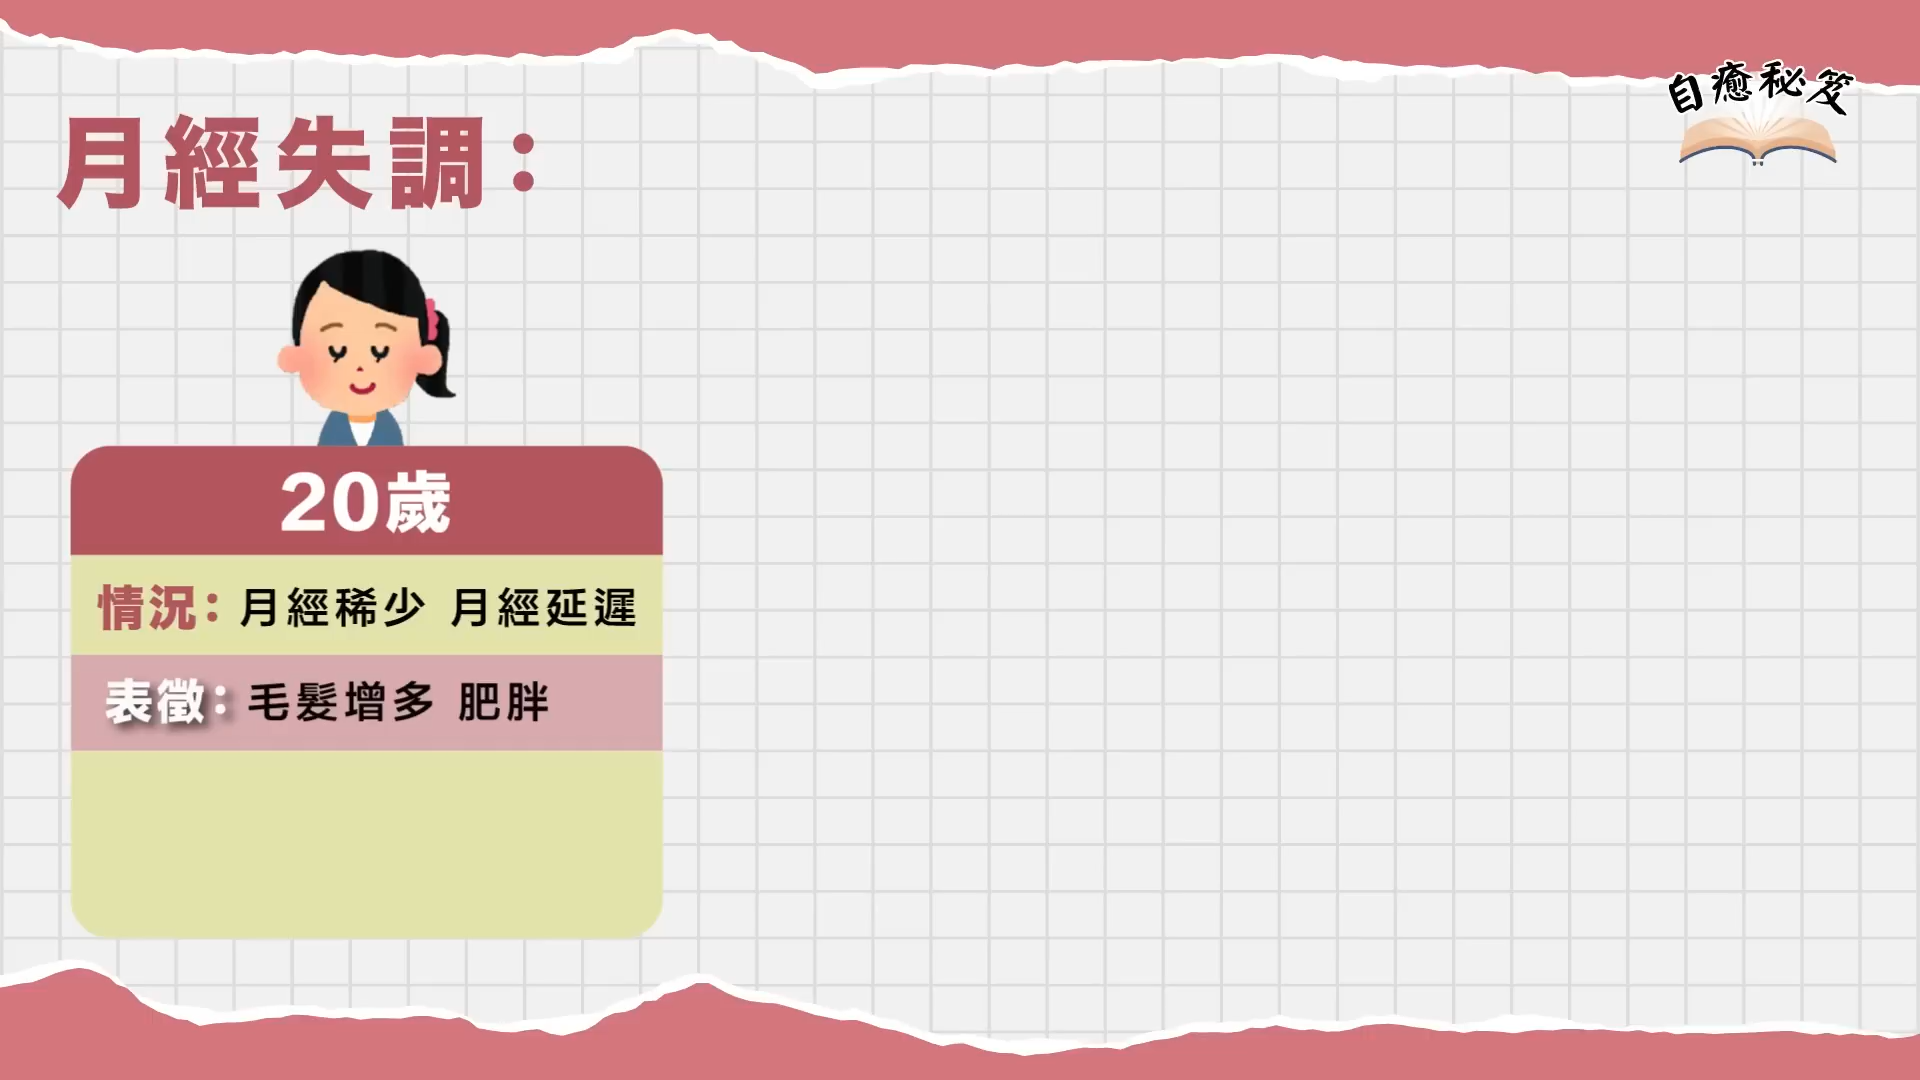 自癒秘笈
月經失調：
20歲
情況：月經稀少 月經延遲
表徵：毛髮增多 肥胖